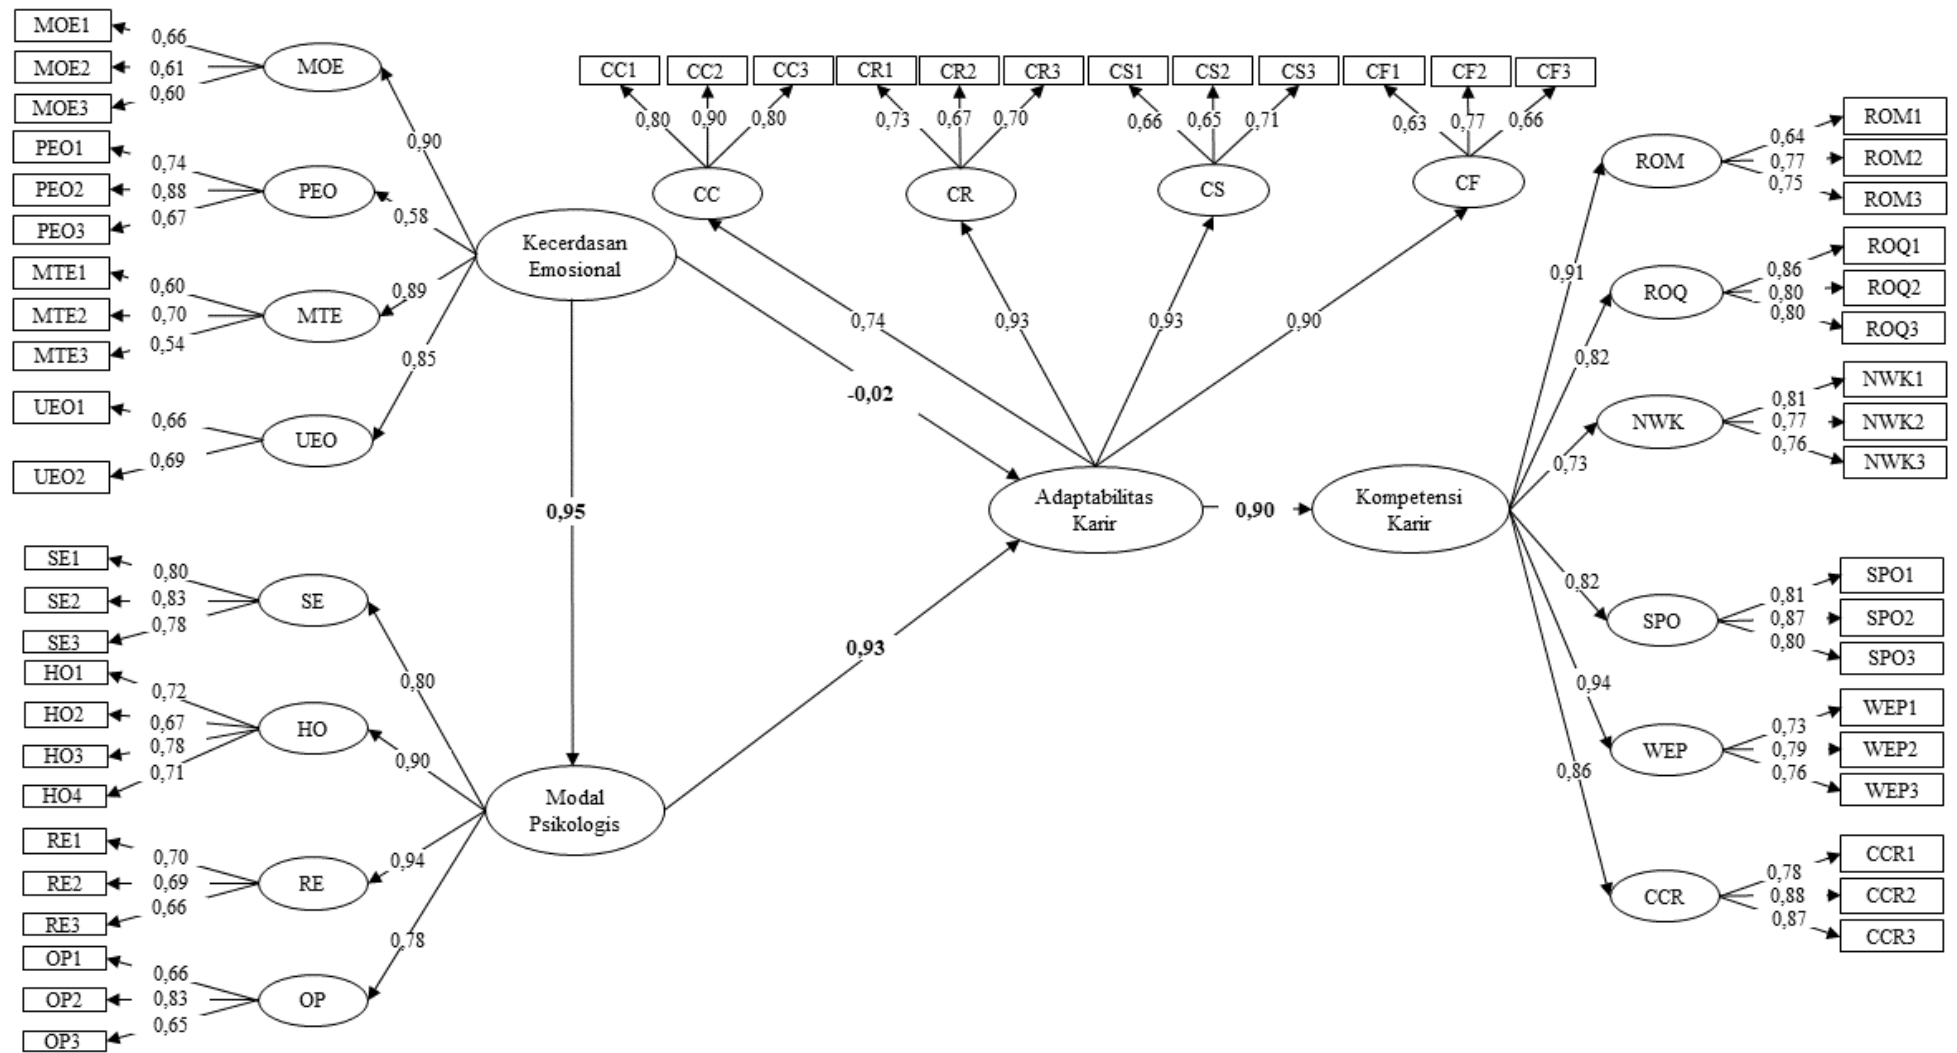 MOE1
0,66
MOE2
0,61
MOE3
0,60
MOE
0,90
PEO1
0,74
PEO2
0,88
PEO3
0,67
PEO
0,58
MTE1
0,60
MTE2
0,70
MTE3
0,54
MTE
0,89
UEO1
0,66
UEO2
0,69
UEO
0,85
Kecerdasan
Emosional
0,95
-0,02
SE1
0,80
SE2
0,83
SE3
0,78
SE
0,80
HO1
0,72
HO2
0,67
HO3
0,78
HO4
0,71
HO
0,90
RE1
0,70
RE2
0,69
RE3
0,66
RE
0,94
OP1
0,66
OP2
0,83
OP3
0,65
OP
0,78
Modal
Psikologis
0,93
CC1
CC2
CC3
0,80
0,90
0,80
CC
0,74
CR1
CR2
CR3
0,73
0,67
0,70
CR
0,93
CS1
CS2
CS3
0,66
0,65
0,71
CS
0,93
CF1
CF2
CF3
0,63
0,77
0,66
CF
0,90
Adaptabilitas
Karir
0,90
Kompetensi
Karir
0,91
ROM
0,64
ROM1
0,77
ROM2
0,75
ROM3
0,82
ROQ
0,86
ROQ1
0,80
ROQ2
0,80
ROQ3
0,73
NWK
0,81
NWK1
0,77
NWK2
0,76
NWK3
0,82
SPO
0,81
SPO1
0,87
SPO2
0,80
SPO3
0,94
WEP
0,73
WEP1
0,79
WEP2
0,76
WEP3
0,86
CCR
0,78
CCR1
0,88
CCR2
0,87
CCR3